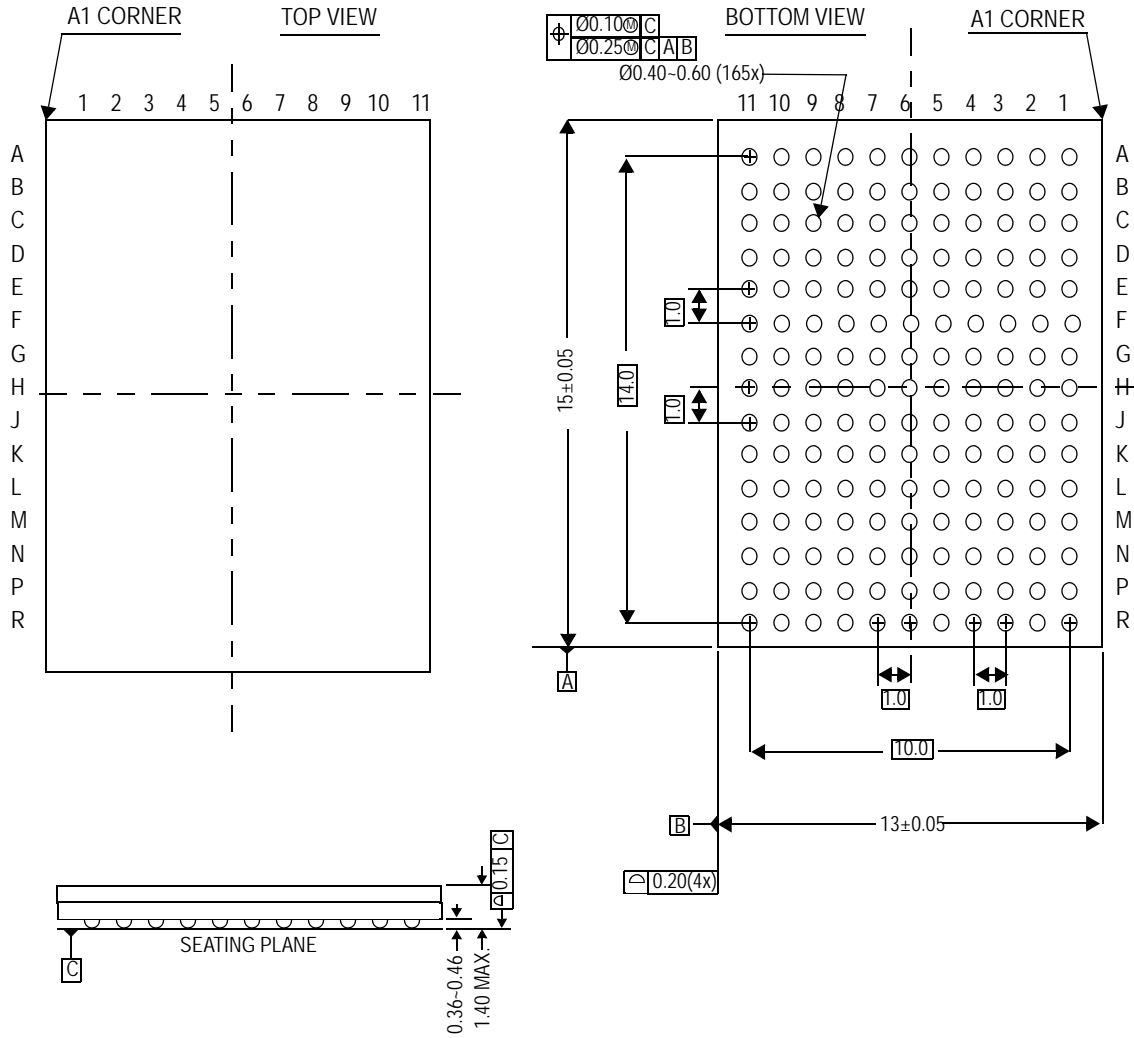 A1 CORNER
TOP VIEW
1 2 3 4 5 6 7 8 9 10 11
A
B
C
D
E
F
G
H
J
K
L
M
N
P
R
Ø0.10Ⓜ C
Ø0.25Ⓜ C A B
BOTTOM VIEW
A1 CORNER
Ø0.40~0.60 (165x)
11 10 9 8 7 6 5 4 3 2 1
A
B
C
D
E
F
G
H
J
K
L
M
N
P
R
1.0
1.0
14.0
15±0.05
A
1.0
1.0
10.0
B
13±0.05
0.20(4x)
0.15 C
SEATING PLANE
C
0.36~0.46
1.40 MAX.